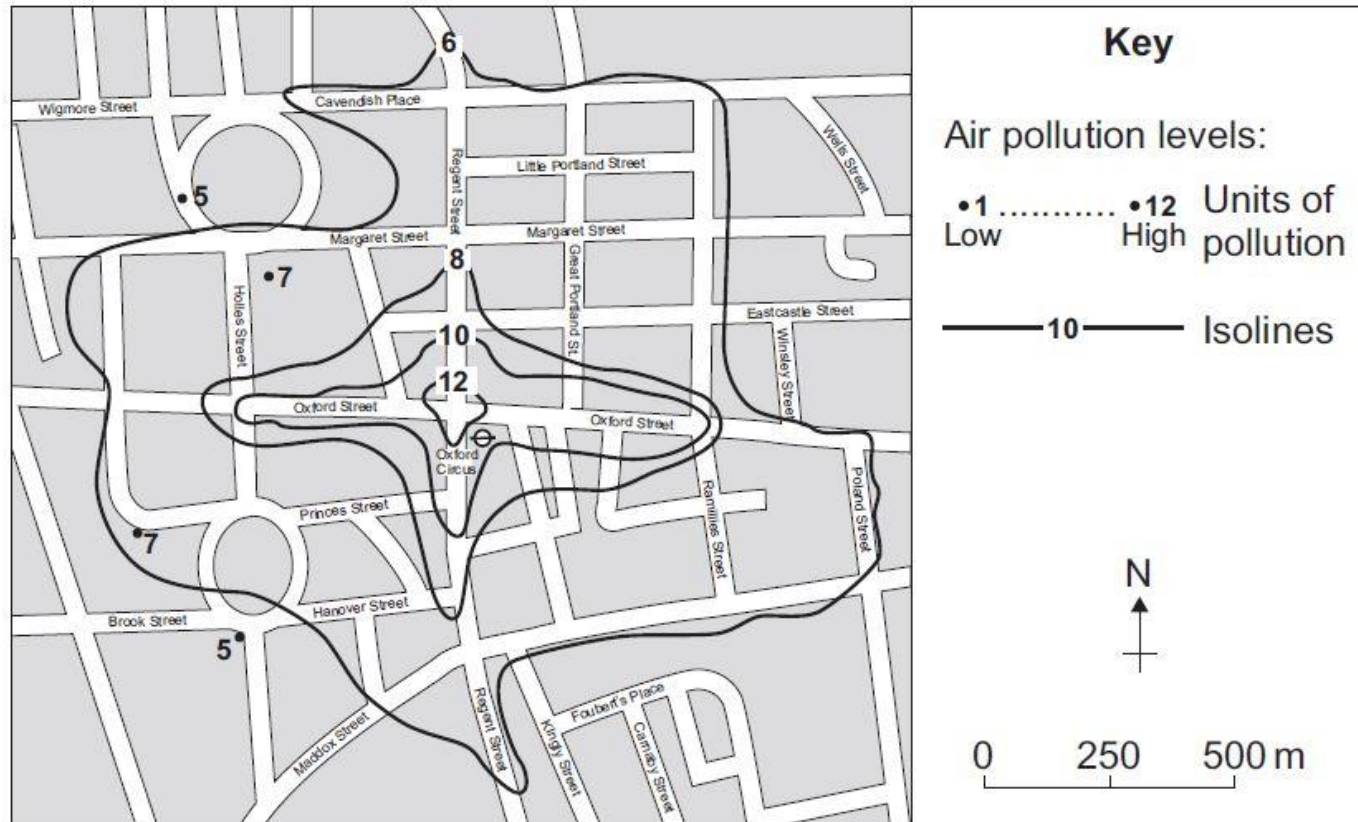 6
Wigmore Street
Cavendish Place
Wells Street
Regent Street
Little Portland Street
5
Margaret Street
Margaret Street
8
7
Great Portland St.
Holles Street
Eastcastle Street
10
Winsley Street
12
Oxford Street
Oxford Street
Oxford
Circus
Poland Street
Ramillies Street
Princes Street
7
Hanover Street
Brook Street
5
Regent Street
Foubert's Place
Kingly Street
Carnaby Street
Maddox Street
Key
Air pollution levels:
1 ........... 12 Units of
Low High pollution
10 Isolines
N
0 250 500 m